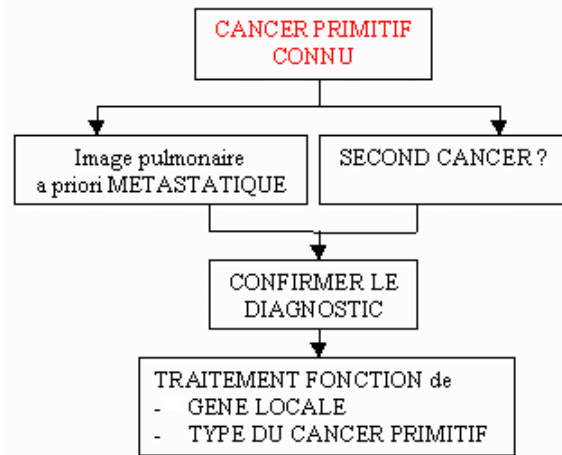 CANCER PRIMITIF
CONNU
Image pulmonaire
a priori METASTATIQUE
SECOND CANCER ?
CONFIRMER LE
DIAGNOSTIC
TRAITEMENT FONCTION de
- GENE LOCALE
- TYPE DU CANCER PRIMITIF